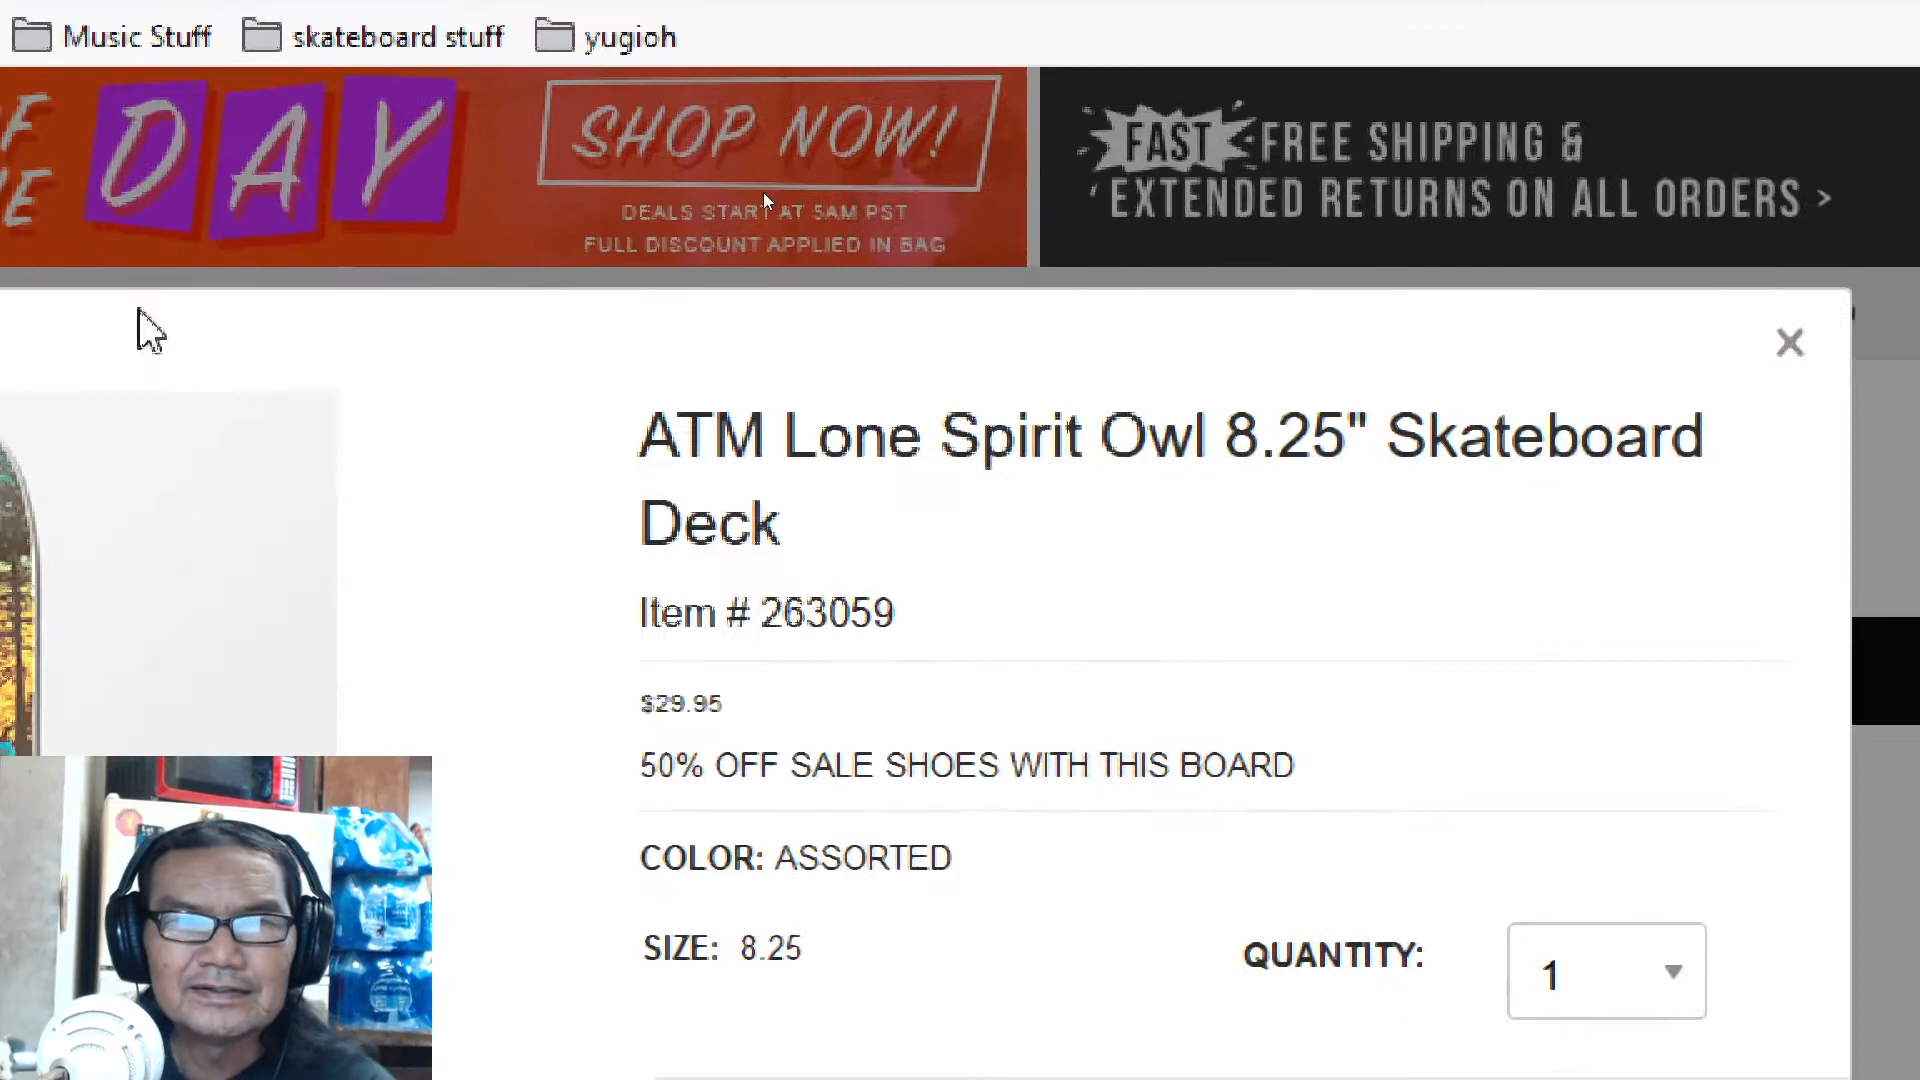 Music Stuff skateboard stuff yugioh
DAY
SHOP NOW!
DEALS START AT 5AM PST
FULL DISCOUNT APPLIED IN BAG
FAST FREE SHIPPING &
EXTENDED RETURNS ON ALL ORDERS >
ATM Lone Spirit Owl 8.25" Skateboard
Deck
Item # 263059
$29.95
50% OFF SALE SHOES WITH THIS BOARD
COLOR: ASSORTED
SIZE: 8.25
QUANTITY: 1